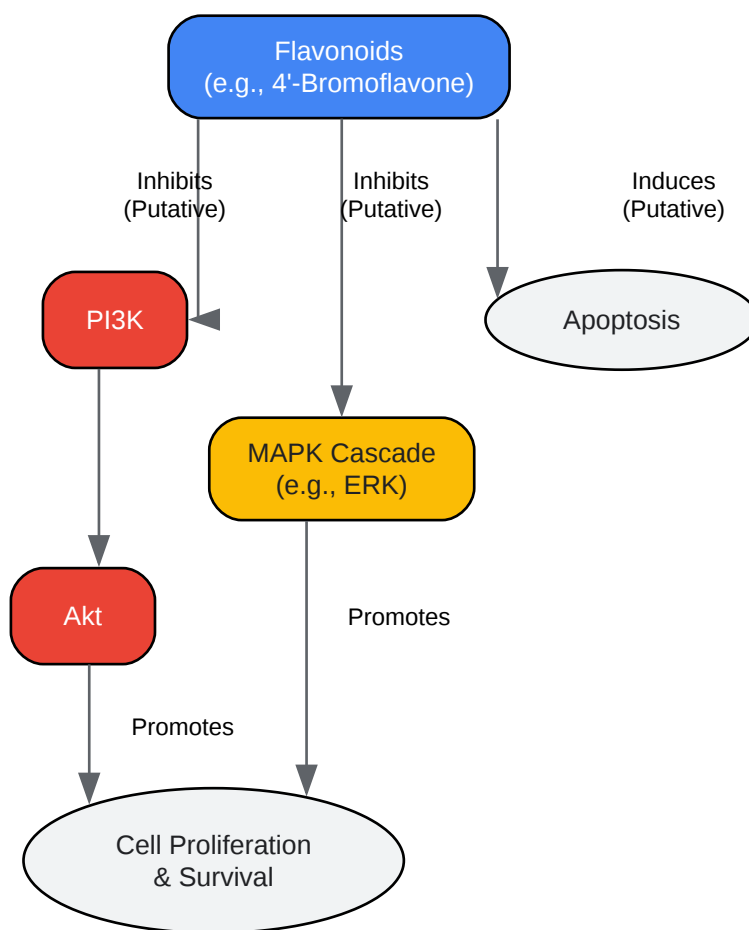 Flavonoids
(e.g., 4'-Bromoflavone)
Inhibits
(Putative)
Inhibits
(Putative)
Induces
(Putative)
PI3K
Apoptosis
MAPK Cascade
(e.g., ERK)
Akt
Promotes
Promotes
Cell Proliferation
& Survival